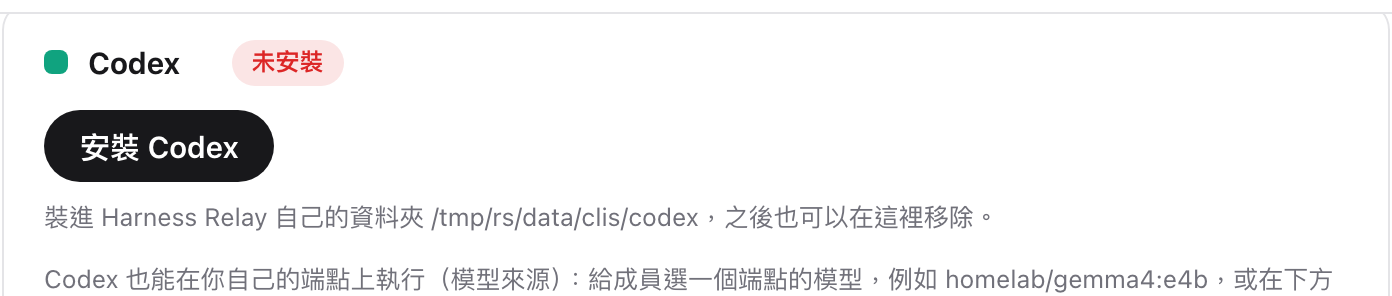 Codex 未安裝
安裝 Codex
裝進 Harness Relay 自己的資料夾 /tmp/rs/data/clis/codex，之後也可以在這裡移除。
Codex 也能在你自己的端點上執行（模型來源）：給成員選一個端點的模型，例如 homelab/gemma4:e4b，或在下方